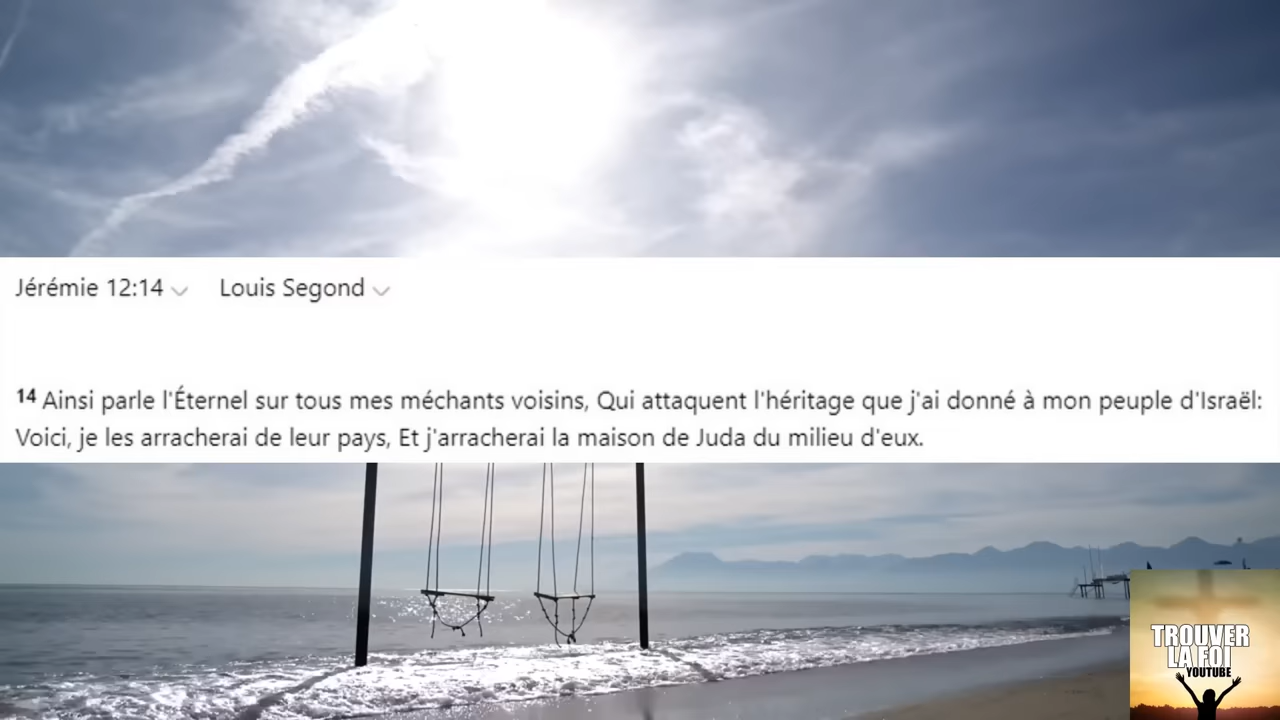 Jérémie 12:14 Louis Segond
14 Ainsi parle l'Éternel sur tous mes méchants voisins, Qui attaquent l'héritage que j'ai donné à mon peuple d'Israël:
Voici, je les arracherai de leur pays, Et j'arracherai la maison de Juda du milieu d'eux.
TROUVER
LA FOI
YOUTUBE